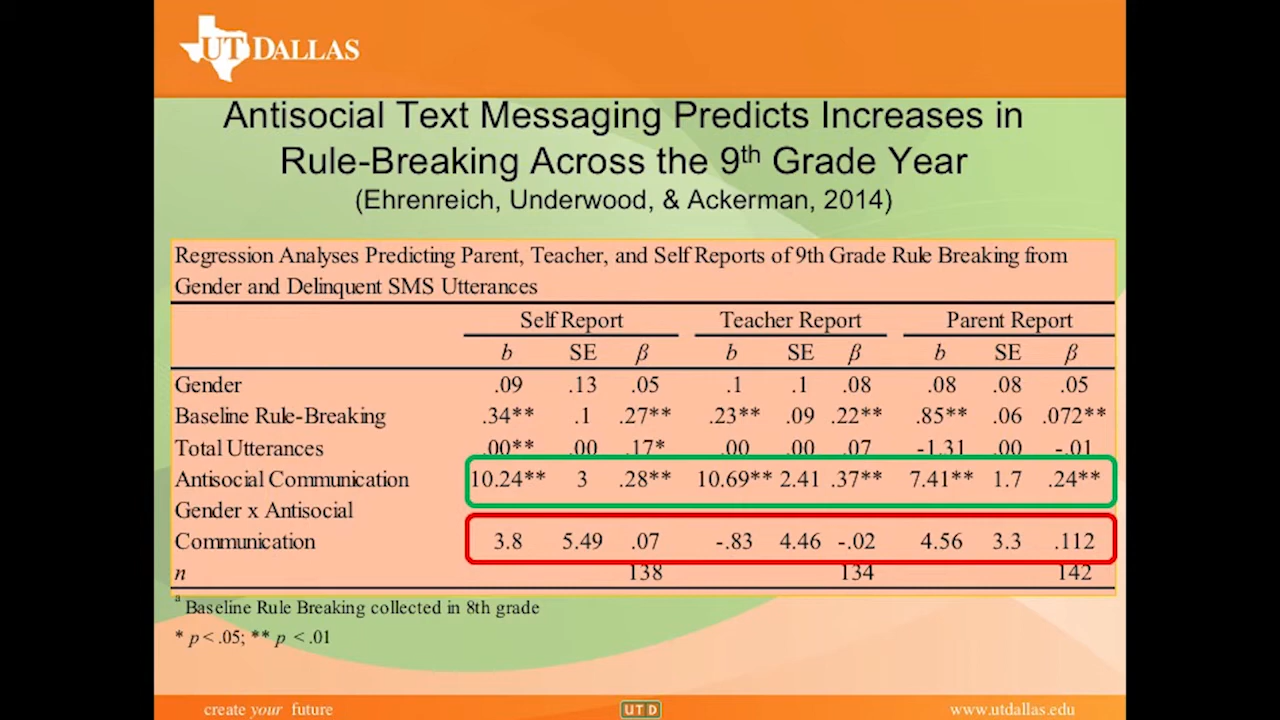 UT DALLAS
Antisocial Text Messaging Predicts Increases in
Rule-Breaking Across the 9th Grade Year
(Ehrenreich, Underwood, & Ackerman, 2014)
Regression Analyses Predicting Parent, Teacher, and Self Reports of 9th Grade Rule Breaking from
Gender and Delinquent SMS Utterances
Self Report Teacher Report Parent Report
b SE β b SE β b SE β
Gender .09 .13 .05 .1 .1 .08 .08 .08 .05
Baseline Rule-Breaking .34** .1 .27** .23** .09 .22** .85** .06 .072**
Total Utterances .00** .00 .17* .00 .00 .07 -1.31 .00 -.01
Antisocial Communication 10.24** 3 .28** 10.69** 2.41 .37** 7.41** 1.7 .24**
Gender x Antisocial
Communication 3.8 5.49 .07 -.83 4.46 -.02 4.56 3.3 .112
n 138 134 142
a Baseline Rule Breaking collected in 8th grade
* p < .05; ** p < .01
create your future UTD www.utdallas.edu